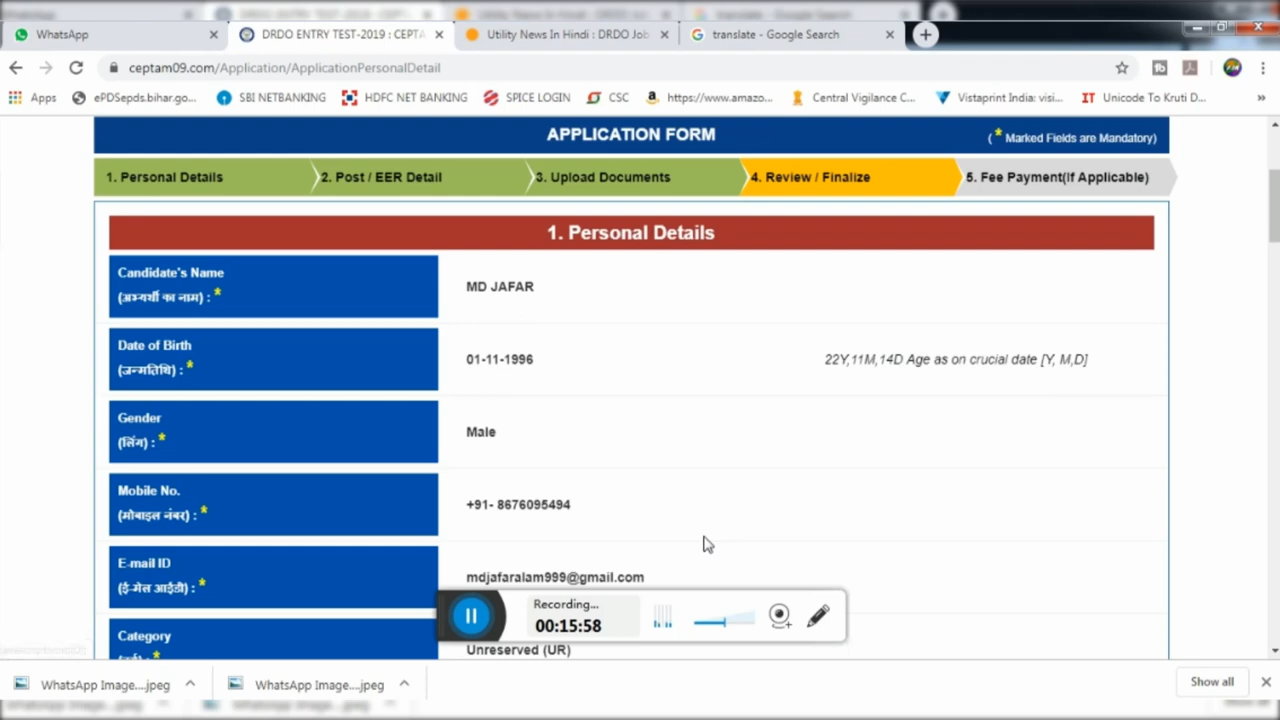 WhatsApp
DRDO ENTRY TEST-2019 : CEPTA
Utility News In Hindi : DRDO Job
translate - Google Search
ceptam09.com/Application/ApplicationPersonalDetail
Apps
ePDSepds.bihar.go...
SBI NETBANKING
HDFC NET BANKING
SPICE LOGIN
CSC
https://www.amazo...
Central Vigilance C...
Vistaprint India: visi...
Unicode To Kruti D...
APPLICATION FORM
( * Marked Fields are Mandatory)
1. Personal Details
2. Post / EER Detail
3. Upload Documents
4. Review / Finalize
5. Fee Payment(If Applicable)
1. Personal Details
Candidate's Name
(अभ्यर्थी का नाम) : *
MD JAFAR
Date of Birth
(जन्मतिथि) : *
01-11-1996
22Y,11M,14D Age as on crucial date [Y, M,D]
Gender
(लिंग) : *
Male
Mobile No.
(मोबाइल नंबर) : *
+91- 8676095494
E-mail ID
(ई-मेल आईडी) : *
mdjafaralam999@gmail.com
Category
Unreserved (UR)
Recording...
00:15:58
WhatsApp Image....jpeg
WhatsApp Image....jpeg
Show all